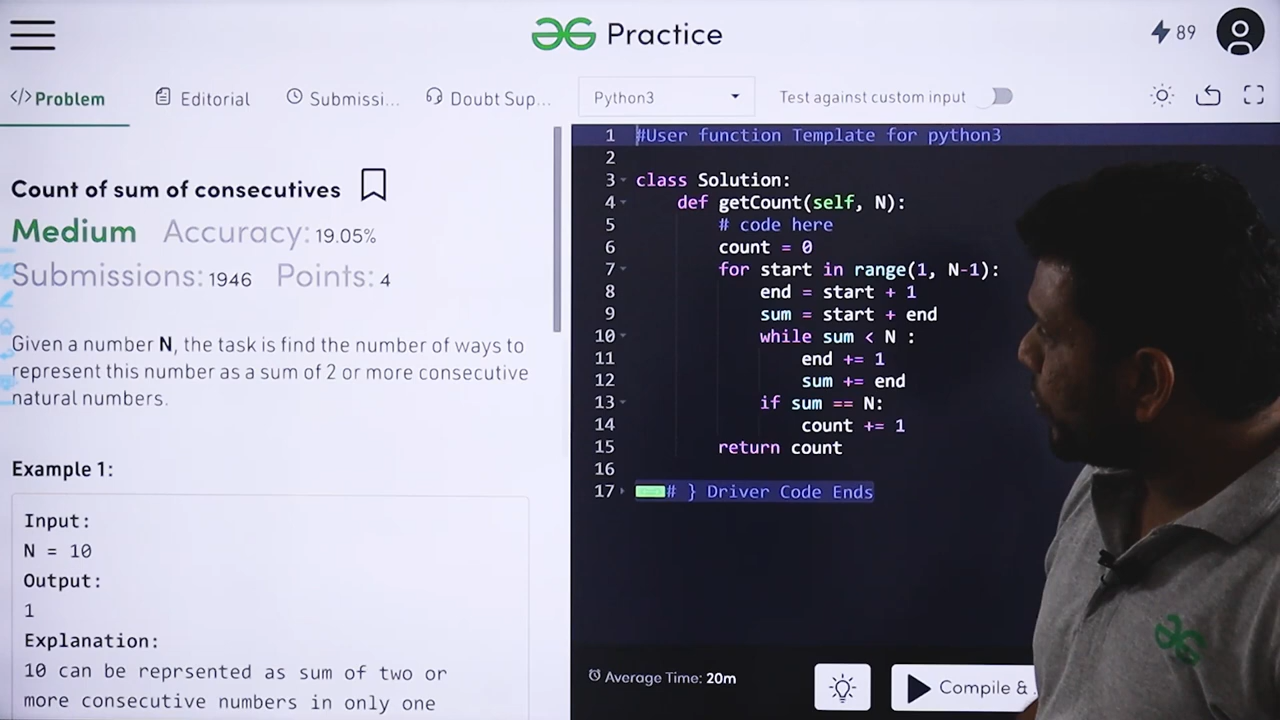 Practice
89
</>Problem
Editorial
Submissi...
Doubt Sup...
Python3
Test against custom input
Count of sum of consecutives
Medium Accuracy: 19.05%
Submissions: 1946 Points: 4
Given a number N, the task is find the number of ways to
represent this number as a sum of 2 or more consecutive
natural numbers.
Example 1:
Input:
N = 10
Output:
1
Explanation:
10 can be reprsented as sum of two or
more consecutive numbers in only one
1 #User function Template for python3
2
3 class Solution:
4 def getCount(self, N):
5 # code here
6 count = 0
7 for start in range(1, N-1):
8 end = start + 1
9 sum = start + end
10 while sum < N :
11 end += 1
12 sum += end
13 if sum == N:
14 count += 1
15 return count
16
17 # } Driver Code Ends
Average Time: 20m
Compile & .